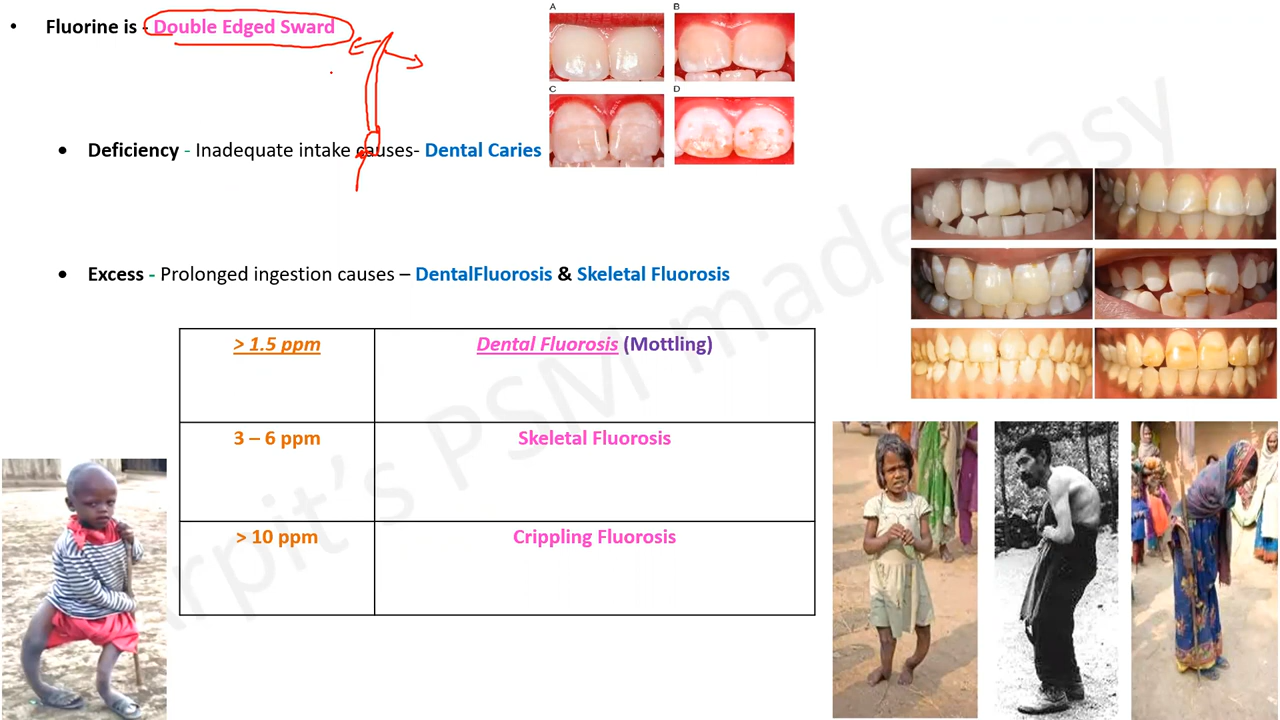 • Fluorine is - Double Edged Sward
A
B
C
D
• Deficiency - Inadequate intake causes- Dental Caries
• Excess - Prolonged ingestion causes – DentalFluorosis & Skeletal Fluorosis
> 1.5 ppm Dental Fluorosis (Mottling)
3 – 6 ppm Skeletal Fluorosis
> 10 ppm Crippling Fluorosis
arpit's PSM made easy